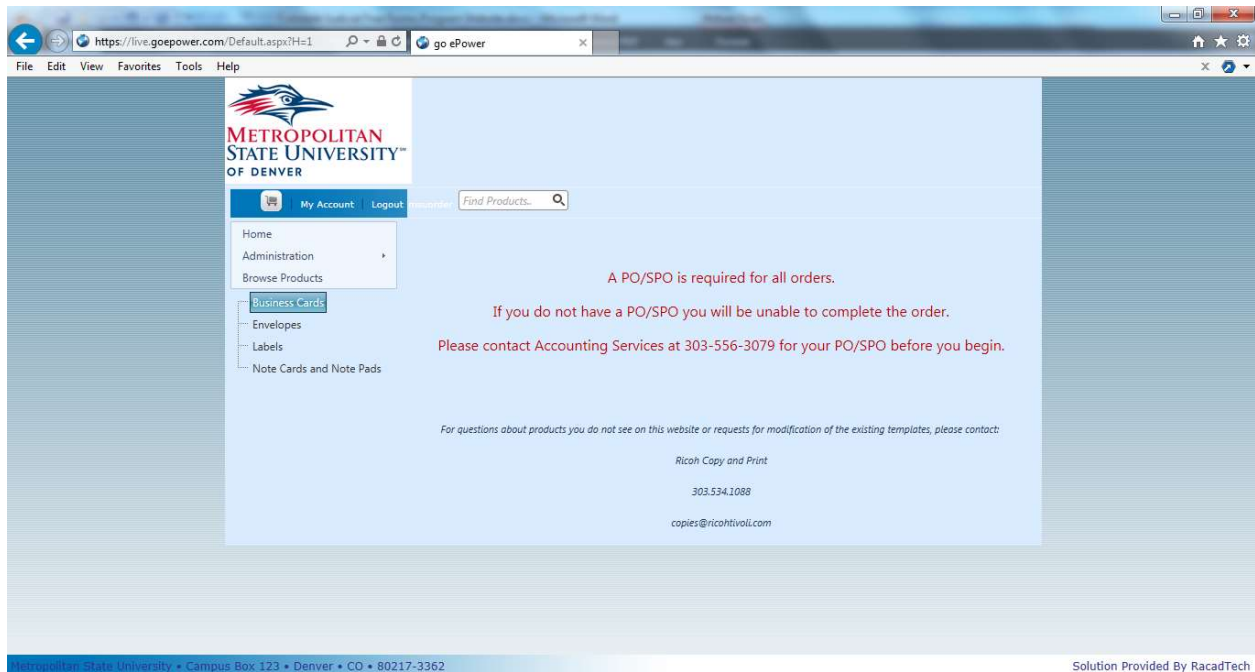 https://live.goepower.com/Default.aspx?H=1
go ePower
File Edit View Favorites Tools Help
METROPOLITAN
STATE UNIVERSITY℠
OF DENVER
My Account | Logout
Find Products..
Home
Administration
Browse Products
Business Cards
Envelopes
Labels
Note Cards and Note Pads
A PO/SPO is required for all orders.
If you do not have a PO/SPO you will be unable to complete the order.
Please contact Accounting Services at 303-556-3079 for your PO/SPO before you begin.
For questions about products you do not see on this website or requests for modification of the existing templates, please contact:
Ricoh Copy and Print
303.534.1088
copies@ricohtivoli.com
Metropolitan State University • Campus Box 123 • Denver • CO • 80217-3362
Solution Provided By RacadTech